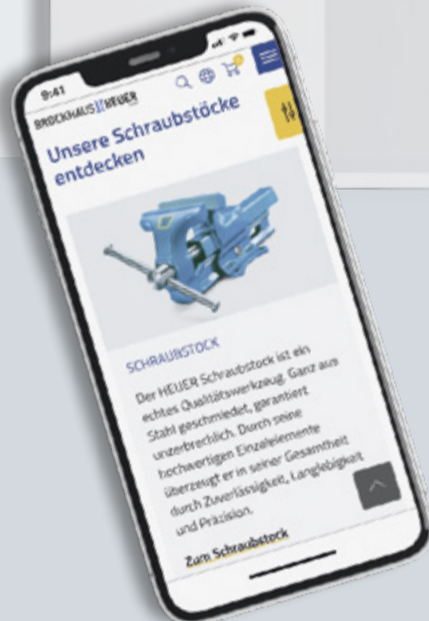 9:41
BROCKHAUS HEUER
Unsere Schraubstöcke
entdecken
SCHRAUBSTOCK
Der HEUER Schraubstock ist ein
echtes Qualitätswerkzeug. Ganz aus
Stahl geschmiedet, garantiert
unzerbrechlich. Durch seine
hochwertigen Einzelelemente
überzeugt er in seiner Gesamtheit
durch Zuverlässigkeit, Langlebigkeit
und Präzision.
Zum Schraubstock